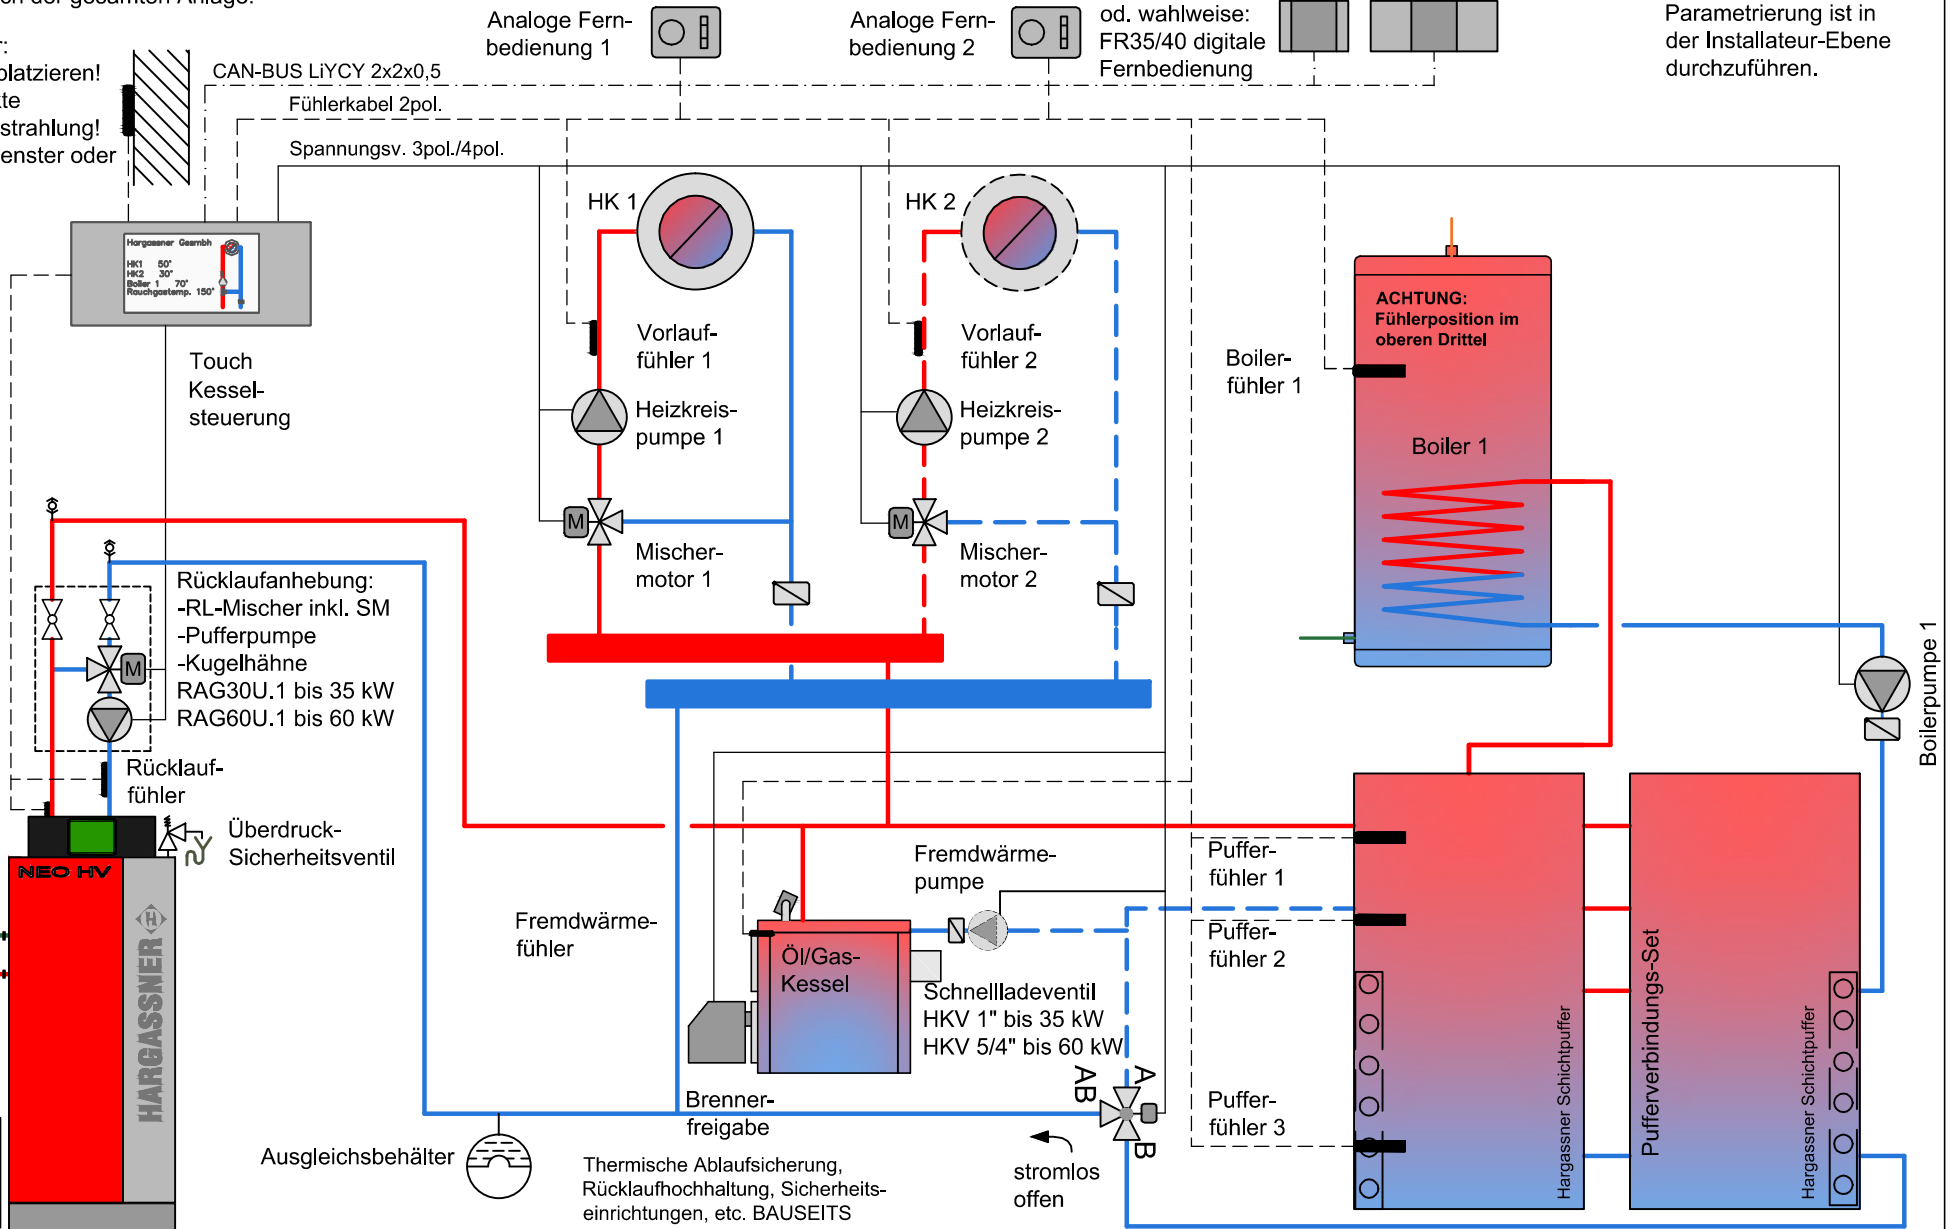 der gesamten Anlage.
platzieren!
strahlung!
oder
CAN-BUS LiYCY 2x2x0,5
Fühlerkabel 2pol.
Spannungsv. 3pol./4pol.
Analoge Fern-
bedienung 1
Analoge Fern-
bedienung 2
od. wahlweise:
FR35/40 digitale
Fernbedienung
Parametrierung ist in
der Installateur-Ebene
durchzuführen.
Hargassner Gesmbh
HK1 50°
HK2 30°
Boiler 1 70°
Rauchgastemp. 150°
Touch
Kessel-
steuerung
HK 1
Vorlauf-
fühler 1
Heizkreis-
pumpe 1
M
Mischer-
motor 1
HK 2
Vorlauf-
fühler 2
Heizkreis-
pumpe 2
M
Mischer-
motor 2
ACHTUNG:
Fühlerposition im
oberen Drittel
Boiler-
fühler 1
Boiler 1
Boilerpumpe 1
Rücklaufanhebung:
-RL-Mischer inkl. SM
-Pufferpumpe
-Kugelhähne
RAG30U.1 bis 35 kW
RAG60U.1 bis 60 kW
M
Rücklauf-
fühler
Überdruck-
Sicherheitsventil
NEO HV
HARGASSNER H
Fremdwärme-
fühler
Fremdwärme-
pumpe
Öl/Gas-
Kessel
Schnellladeventil
HKV 1" bis 35 kW
HKV 5/4" bis 60 kW
Brenner-
freigabe
A
AB
B
stromlos
offen
Ausgleichsbehälter
Thermische Ablaufsicherung,
Rücklaufhochhaltung, Sicherheits-
einrichtungen, etc. BAUSEITS
Puffer-
fühler 1
Puffer-
fühler 2
Puffer-
fühler 3
Hargassner Schichtpuffer
Pufferverbindungs-Set
Hargassner Schichtpuffer